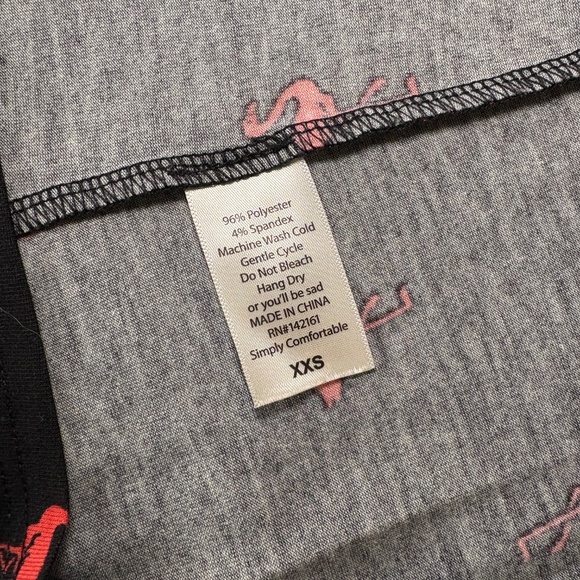 96% Polyester
4% Spandex
Machine Wash Cold
Gentle Cycle
Do Not Bleach
Hang Dry
or you'll be sad
MADE IN CHINA
RN#142161
Simply Comfortable
XXS